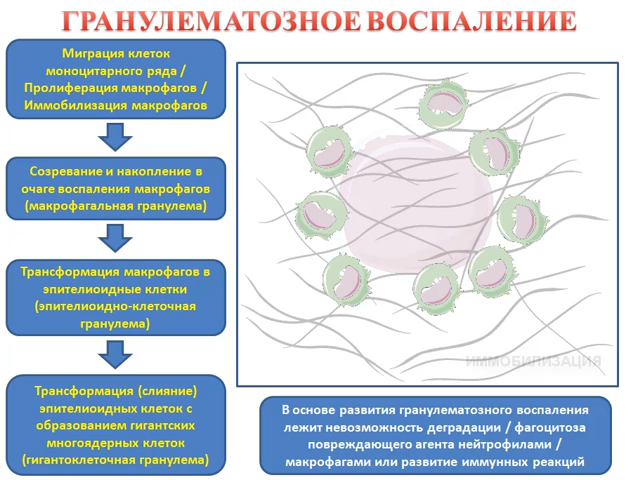 ГРАНУЛЕМАТОЗНОЕ ВОСПАЛЕНИЕ
Миграция клеток
моноцитарного ряда /
Пролиферация макрофагов /
Иммобилизация макрофагов
Созревание и накопление в
очаге воспаления макрофагов
(макрофагальная гранулема)
Трансформация макрофагов в
эпителиоидные клетки
(эпителиоидно-клеточная
гранулема)
Трансформация (слияние)
эпителиоидных клеток с
образованием гигантских
многоядерных клеток
(гигантоклеточная гранулема)
ИММОБИЛИЗАЦИЯ
В основе развития гранулематозного воспаления
лежит невозможность деградации / фагоцитоза
повреждающего агента нейтрофилами /
макрофагами или развитие иммунных реакций